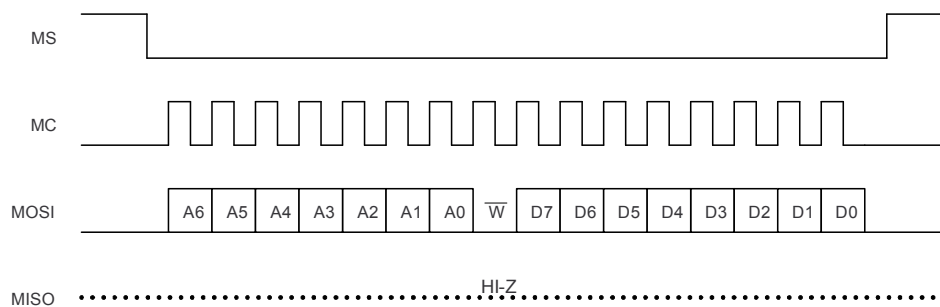 MS
MC
MOSI A6 A5 A4 A3 A2 A1 A0 W D7 D6 D5 D4 D3 D2 D1 D0
HI-Z
MISO